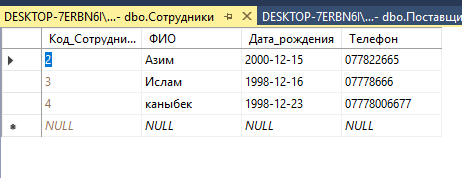 DESKTOP-7ERBN6I\...- dbo.Сотрудники DESKTOP-7ERBN6I\...- dbo.Поставщи
Код_Сотрудни... ФИО Дата_рождения Телефон
2 Азим 2000-12-15 077822665
3 Ислам 1998-12-16 07778666
4 каныбек 1998-12-23 07778006677
NULL NULL NULL NULL